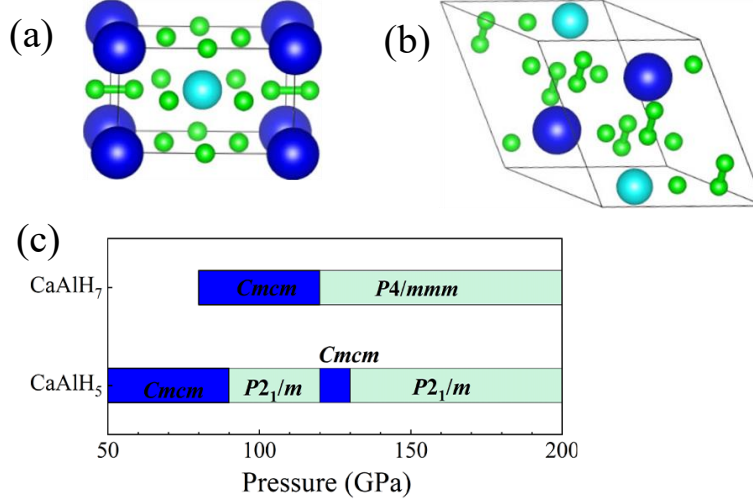 (a)
(b)
(c)
CaAlH₇
Cmcm
P4/mmm
Cmcm
CaAlH₅
Cmcm
P2₁/m
P2₁/m
50
100
150
200
Pressure (GPa)